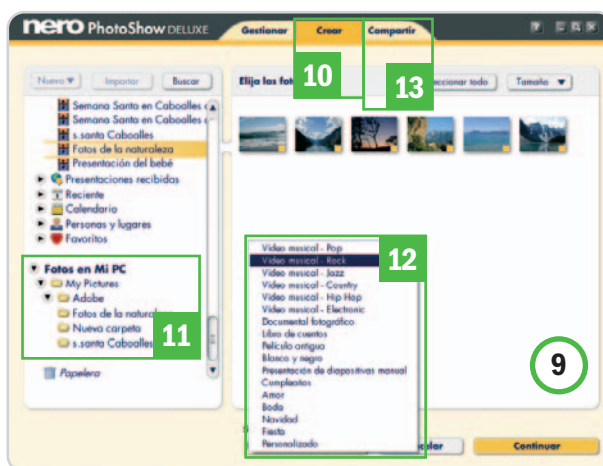 nero PhotoShow DELUXE
Gestionar Crear Compartir
10
13
Nuevo Importar Buscar
Elija las
Tamaño
todo
Semana Santa en Caboalles
Semana Santa en Caboalles
s.santa Caboalles
Fotos de la naturaleza
Presentación del bebé
Presentaciones recibidas
Reciente
Calendario
Personas y lugares
Favoritos
Fotos en Mi PC
My Pictures
Adobe
Fotos de la
Nueva carpeta
s.santa Caboalles
11
Papelera
12
Video musical - Pop
Video musical - Rock
Video musical - Jazz
Video musical - Country
Video musical - Hip Hop
Video musical - Electronic
Documental fotográfico
Libro de cuentos
Película antigua
Blanco y negro
Presentación de diapositivas manual
Cumpleaños
Amor
Boda
Navidad
Fiesta
Personalizado
9
Continuar